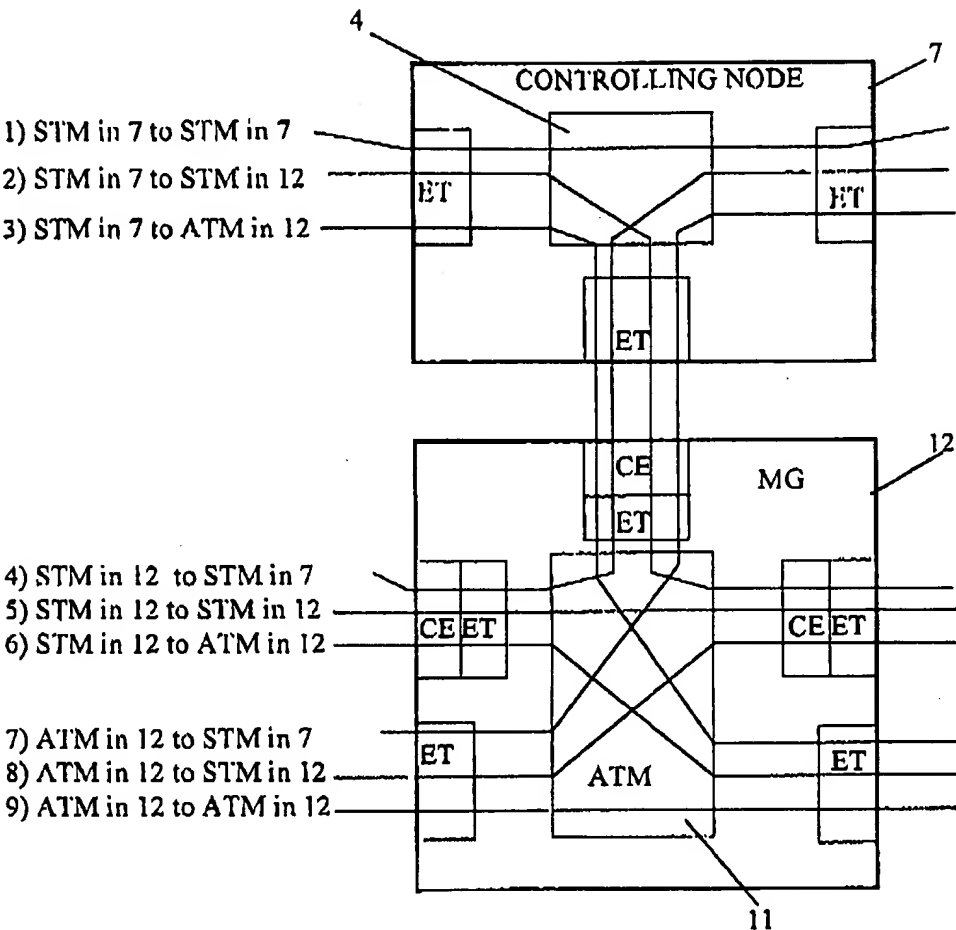 4
7
CONTROLLING NODE
1) STM in 7 to STM in 7
2) STM in 7 to STM in 12
ET
ET
3) STM in 7 to ATM in 12
ET
12
CE
MG
ET
4) STM in 12 to STM in 7
5) STM in 12 to STM in 12
CE ET
CE ET
6) STM in 12 to ATM in 12
7) ATM in 12 to STM in 7
ET
ET
8) ATM in 12 to STM in 12
ATM
9) ATM in 12 to ATM in 12
11